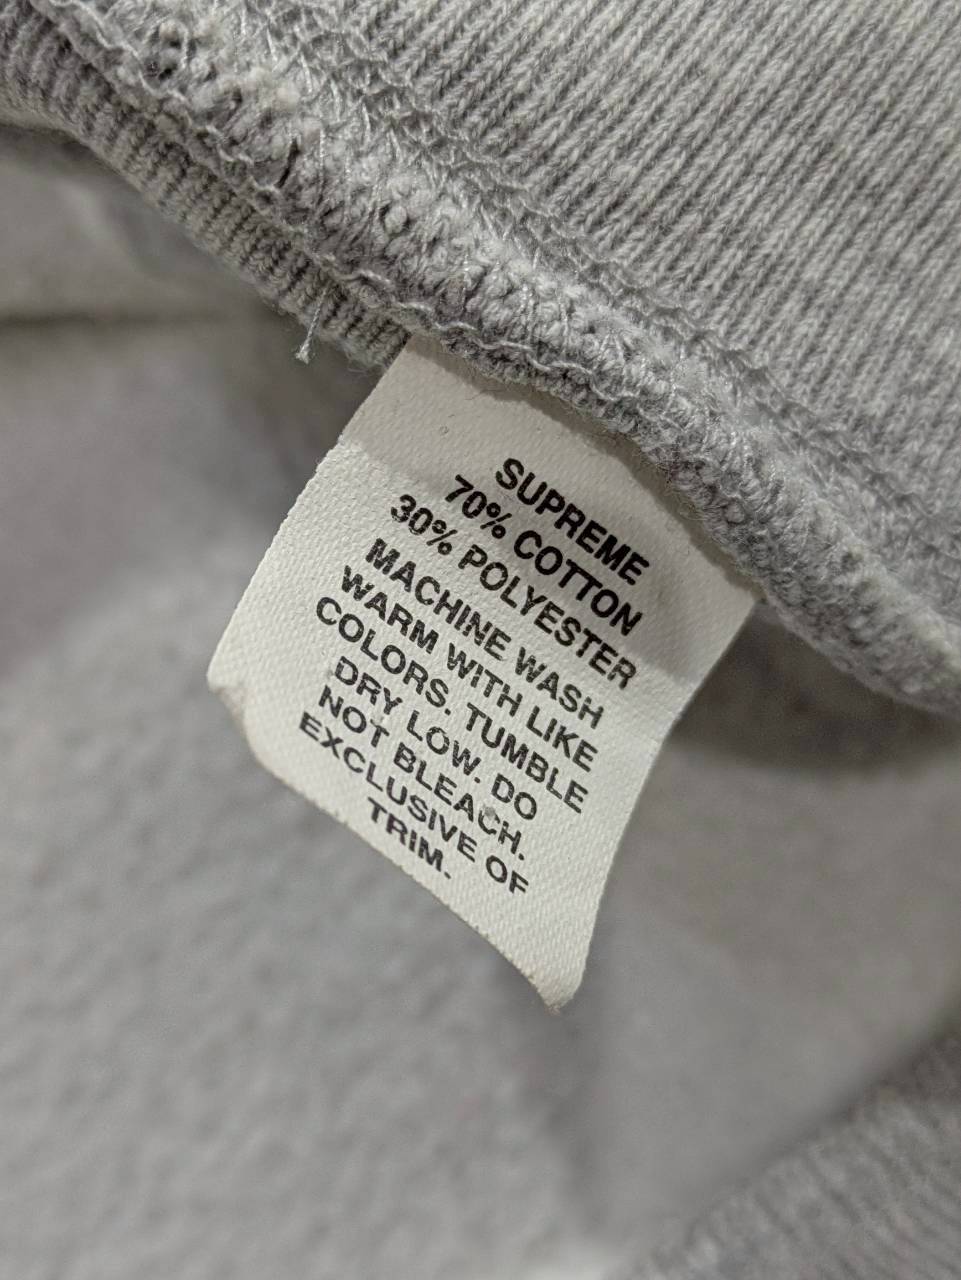 SUPREME
70% COTTON
30% POLYESTER
MACHINE WASH
WARM WITH LIKE
COLORS. TUMBLE
DRY LOW. DO
NOT BLEACH.
EXCLUSIVE OF
TRIM.